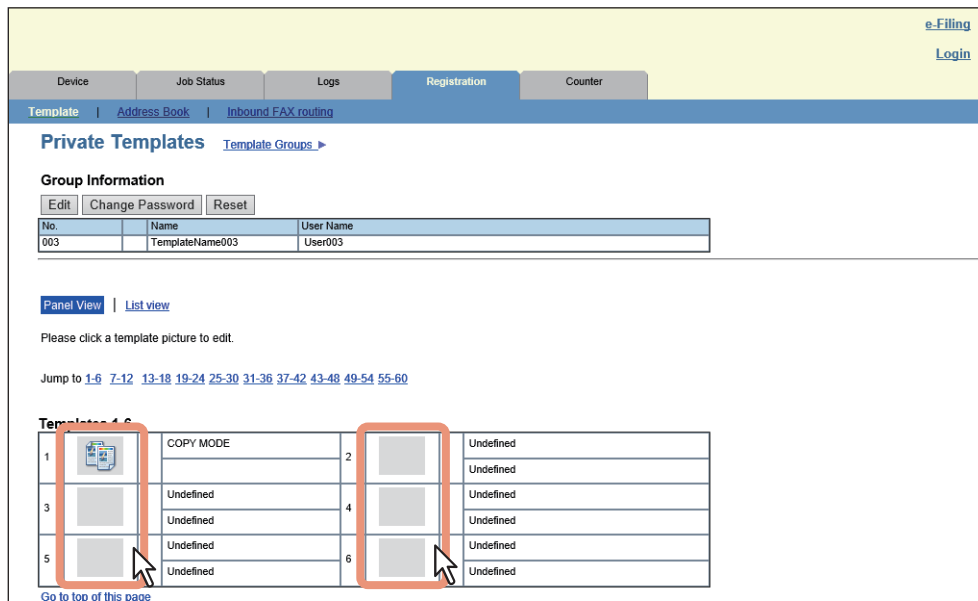 e-Filing
Login
Device Job Status Logs Registration Counter
Template | Address Book | Inbound FAX routing
Private Templates Template Groups
Group Information
Edit Change Password Reset
No. Name User Name
003 TemplateName003 User003
Panel View | List view
Please click a template picture to edit.
Jump to 1-6 7-12 13-18 19-24 25-30 31-36 37-42 43-48 49-54 55-60
Templates 1-6
1 COPY MODE 2 Undefined
Undefined
3 Undefined 4 Undefined
Undefined Undefined
5 Undefined 6 Undefined
Undefined Undefined
Go to top of this page